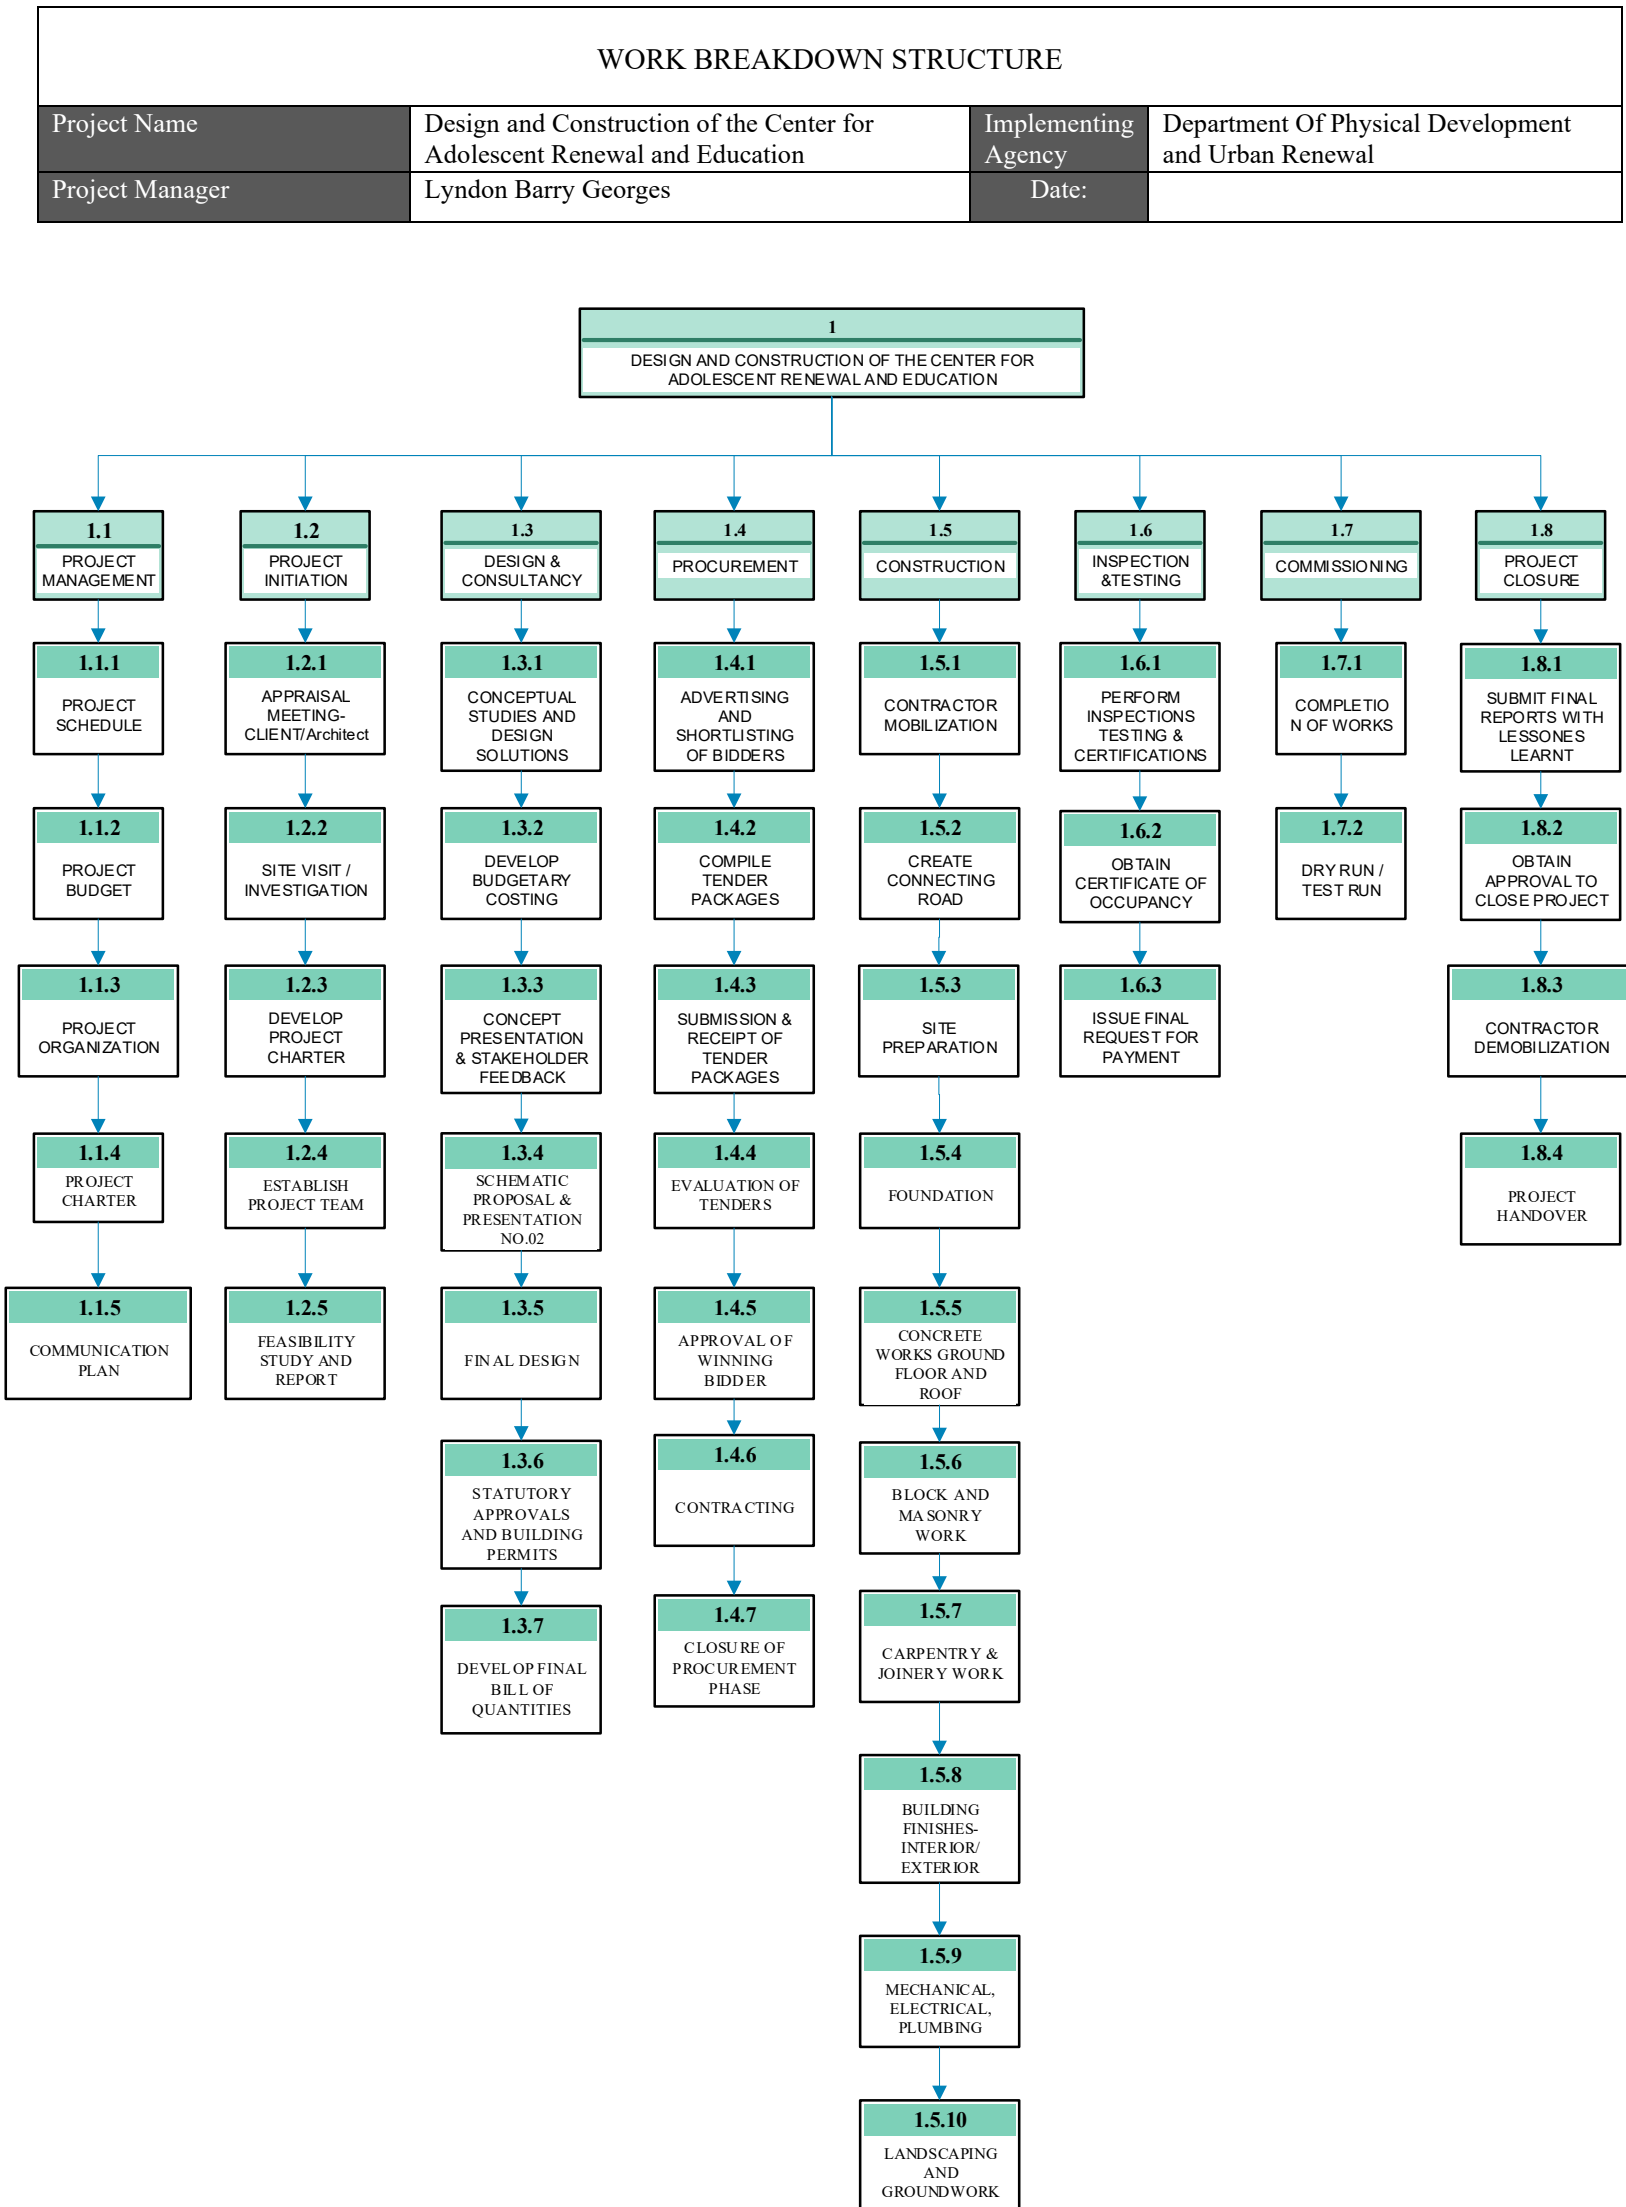 WORK BREAKDOWN STRUCTURE
Project Name
Design and Construction of the Center for
Adolescent Renewal and Education
Implementing
Agency
Department Of Physical Development
and Urban Renewal
Project Manager
Lyndon Barry Georges
Date:
1
DESIGN AND CONSTRUCTION OF THE CENTER FOR
ADOLESCENT RENEWAL AND EDUCATION
1.1
PROJECT
MANAGEMENT
1.2
PROJECT
INITIATION
1.3
DESIGN &
CONSULTANCY
1.4
PROCUREMENT
1.5
CONSTRUCTION
1.6
INSPECTION
&TESTING
1.7
COMMISSIONING
1.8
PROJECT
CLOSURE
1.1.1
PROJECT
SCHEDULE
1.2.1
APPRAISAL
MEETING-
CLIENT/Architect
1.3.1
CONCEPTUAL
STUDIES AND
DESIGN
SOLUTIONS
1.4.1
ADVERTISING
AND
SHORTLISTING
OF BIDDERS
1.5.1
CONTRACTOR
MOBILIZATION
1.6.1
PERFORM
INSPECTIONS
TESTING &
CERTIFICATIONS
1.7.1
COMPLETIO
N OF WORKS
1.8.1
SUBMIT FINAL
REPORTS WITH
LESSONES
LEARNT
1.1.2
PROJECT
BUDGET
1.2.2
SITE VISIT /
INVESTIGATION
1.3.2
DEVELOP
BUDGETARY
COSTING
1.4.2
COMPILE
TENDER
PACKAGES
1.5.2
CREATE
CONNECTING
ROAD
1.6.2
OBTAIN
CERTIFICATE OF
OCCUPANCY
1.7.2
DRY RUN /
TEST RUN
1.8.2
OBTAIN
APPROVAL TO
CLOSE PROJECT
1.1.3
PROJECT
ORGANIZATION
1.2.3
DEVELOP
PROJECT
CHARTER
1.3.3
CONCEPT
PRESENTATION
& STAKEHOLDER
FEEDBACK
1.4.3
SUBMISSION &
RECEIPT OF
TENDER
PACKAGES
1.5.3
SITE
PREPARATION
1.6.3
ISSUE FINAL
REQUEST FOR
PAYMENT
1.8.3
CONTRACTOR
DEMOBILIZATION
1.1.4
PROJECT
CHARTER
1.2.4
ESTABLISH
PROJECT TEAM
1.3.4
SCHEMATIC
PROPOSAL &
PRESENTATION
NO.02
1.4.4
EVALUATION OF
TENDERS
1.5.4
FOUNDATION
1.8.4
PROJECT
HANDOVER
1.1.5
COMMUNICATION
PLAN
1.2.5
FEASIBILITY
STUDY AND
REPORT
1.3.5
FINAL DESIGN
1.4.5
APPROVAL OF
WINNING
BIDDER
1.5.5
CONCRETE
WORKS GROUND
FLOOR AND
ROOF
1.3.6
STATUTORY
APPROVALS
AND BUILDING
PERMITS
1.4.6
CONTRACTING
1.5.6
BLOCK AND
MASONRY
WORK
1.3.7
DEVELOP FINAL
BILL OF
QUANTITIES
1.4.7
CLOSURE OF
PROCUREMENT
PHASE
1.5.7
CARPENTRY &
JOINERY WORK
1.5.8
BUILDING
FINISHES-
INTERIOR/
EXTERIOR
1.5.9
MECHANICAL,
ELECTRICAL,
PLUMBING
1.5.10
LANDSCAPING
AND
GROUNDWORK